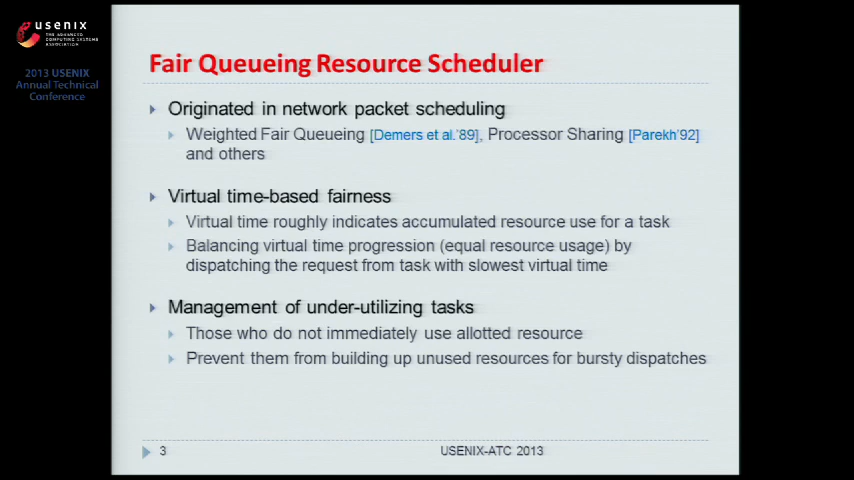 usenix
THE ADVANCED
COMPUTING SYSTEMS
ASSOCIATION
2013 USENIX
Annual Technical
Conference
Fair Queueing Resource Scheduler
Originated in network packet scheduling
Weighted Fair Queueing [Demers et al.'89], Processor Sharing [Parekh'92]
and others
Virtual time-based fairness
Virtual time roughly indicates accumulated resource use for a task
Balancing virtual time progression (equal resource usage) by
dispatching the request from task with slowest virtual time
Management of under-utilizing tasks
Those who do not immediately use allotted resource
Prevent them from building up unused resources for bursty dispatches
3
USENIX-ATC 2013